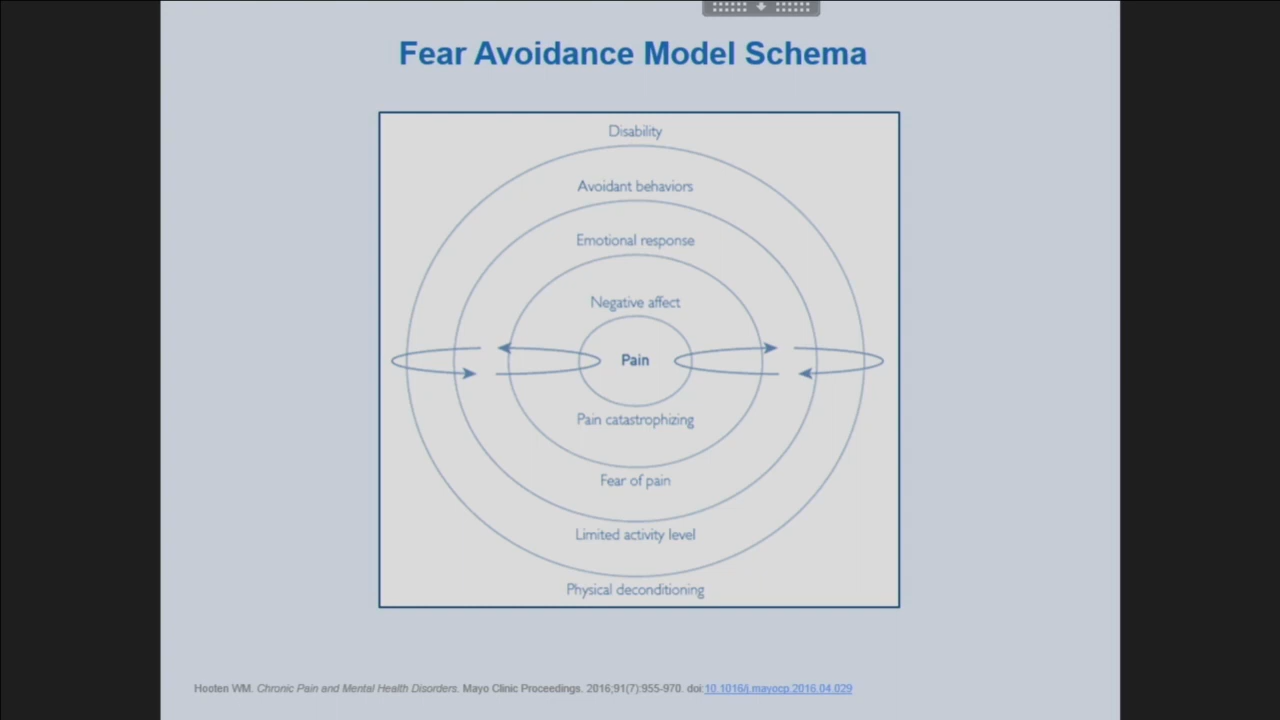 Fear Avoidance Model Schema
Disability
Avoidant behaviors
Emotional response
Negative affect
Pain
Pain catastrophizing
Fear of pain
Limited activity level
Physical deconditioning
Hooten WM. Chronic Pain and Mental Health Disorders. Mayo Clinic Proceedings. 2016;91(7):955-970. doi:10.1016/j.mayocp.2016.04.029